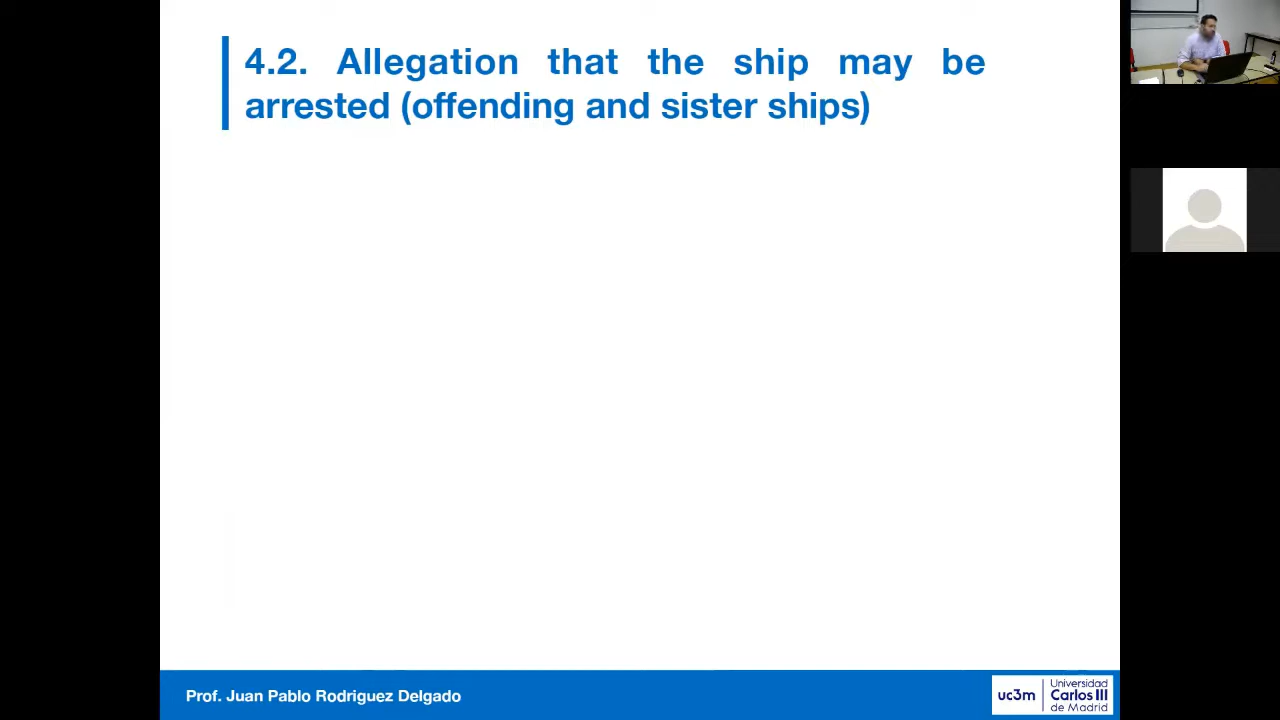 4.2. Allegation that the ship may be
arrested (offending and sister ships)
Prof. Juan Pablo Rodriguez Delgado
uc3m
Universidad
Carlos III
de Madrid